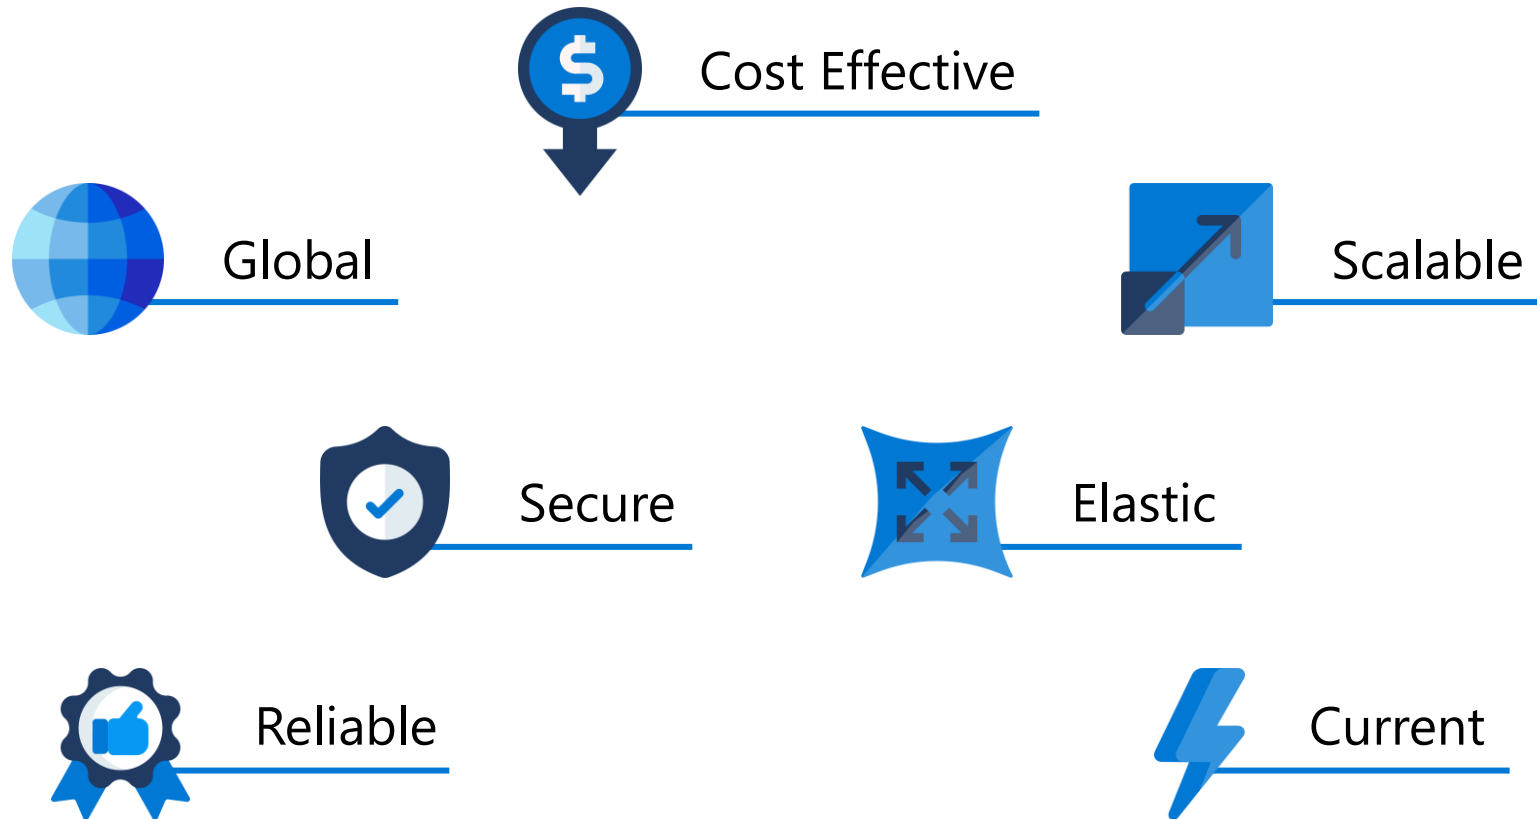 Cost Effective
Global
Scalable
Secure
Elastic
Reliable
Current